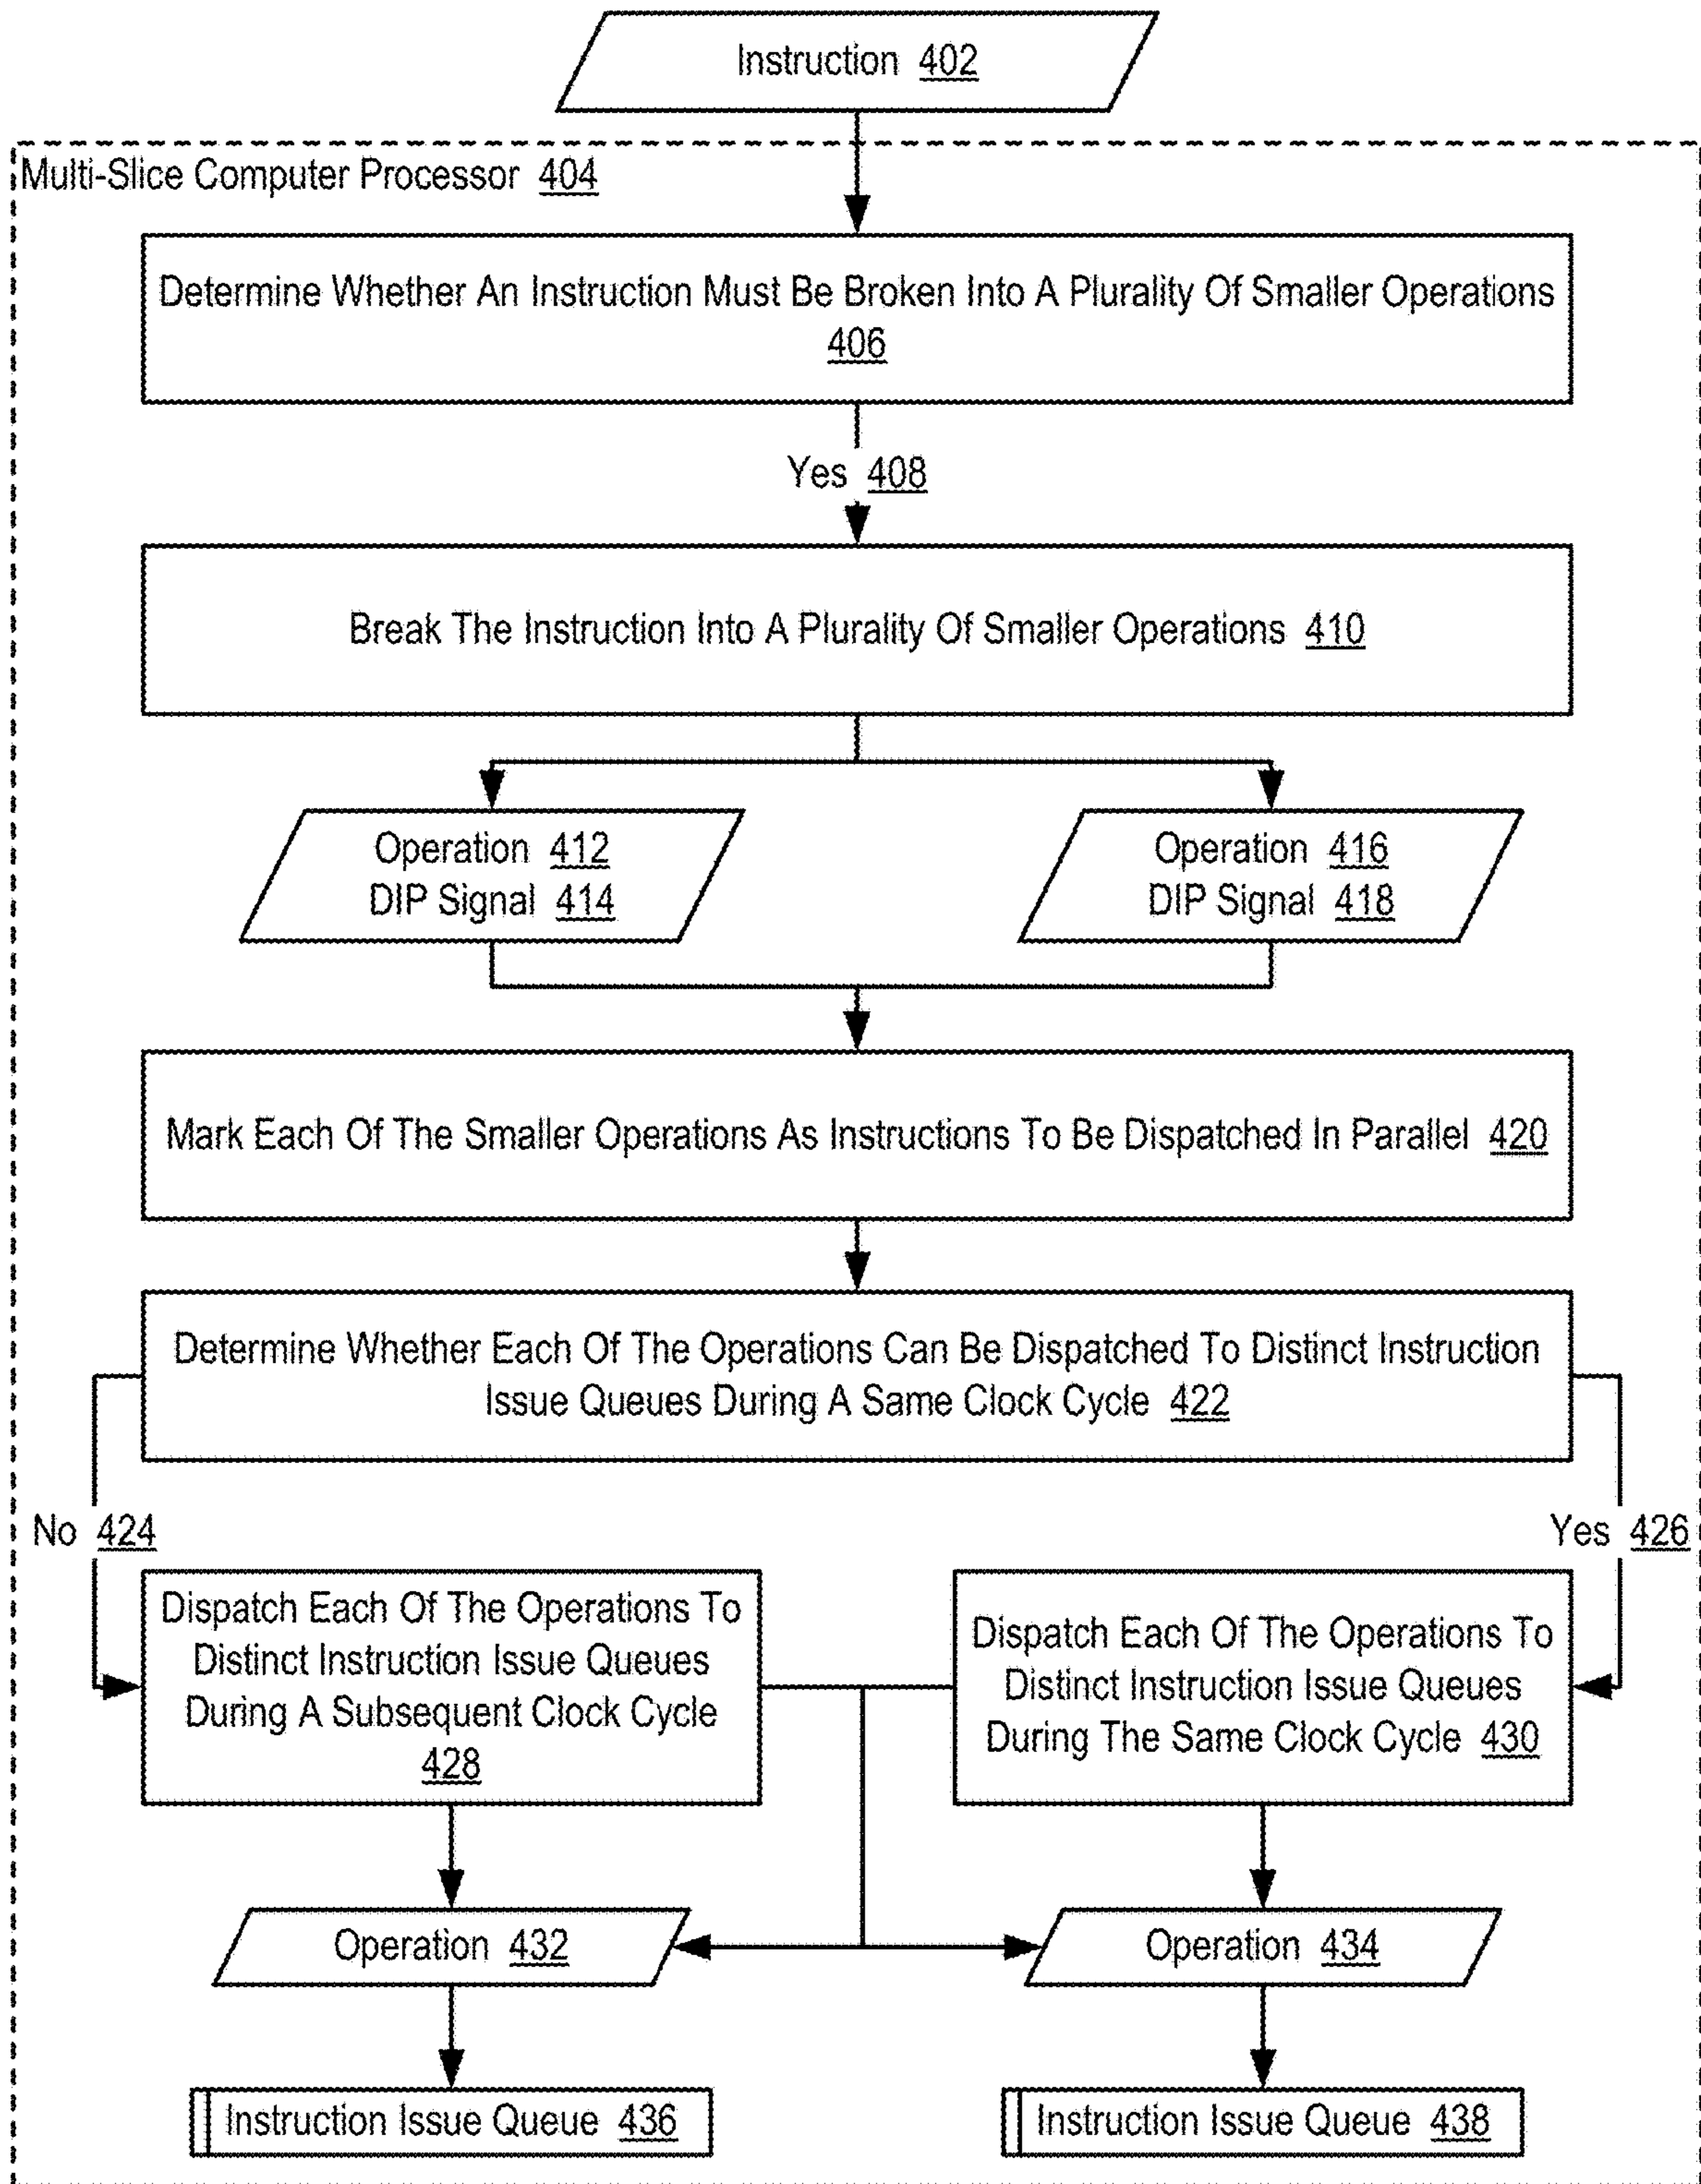 Instruction 402
Multi-Slice Computer Processor 404
Determine Whether An Instruction Must Be Broken Into A Plurality Of Smaller Operations
406
Yes 408
Break The Instruction Into A Plurality Of Smaller Operations 410
Operation 412
DIP Signal 414
Operation 416
DIP Signal 418
Mark Each Of The Smaller Operations As Instructions To Be Dispatched In Parallel 420
Determine Whether Each Of The Operations Can Be Dispatched To Distinct Instruction
Issue Queues During A Same Clock Cycle 422
No 424
Yes 426
Dispatch Each Of The Operations To
Distinct Instruction Issue Queues
During A Subsequent Clock Cycle
428
Dispatch Each Of The Operations To
Distinct Instruction Issue Queues
During The Same Clock Cycle 430
Operation 432
Operation 434
Instruction Issue Queue 436
Instruction Issue Queue 438